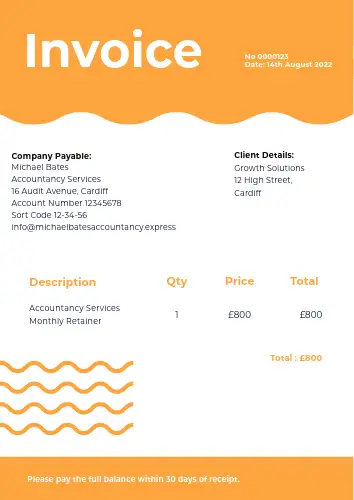 Invoice
No 0000123
Date: 14th August 2022
Company Payable:
Michael Bates
Accountancy Services
16 Audit Avenue, Cardiff
Account Number 12345678
Sort Code 12-34-56
info@michaelbatesaccountancy.express
Client Details:
Growth Solutions
12 High Street,
Cardiff
Description Qty Price Total
Accountancy Services
Monthly Retainer 1 £800 £800
Total : £800
Please pay the full balance within 30 days of receipt.